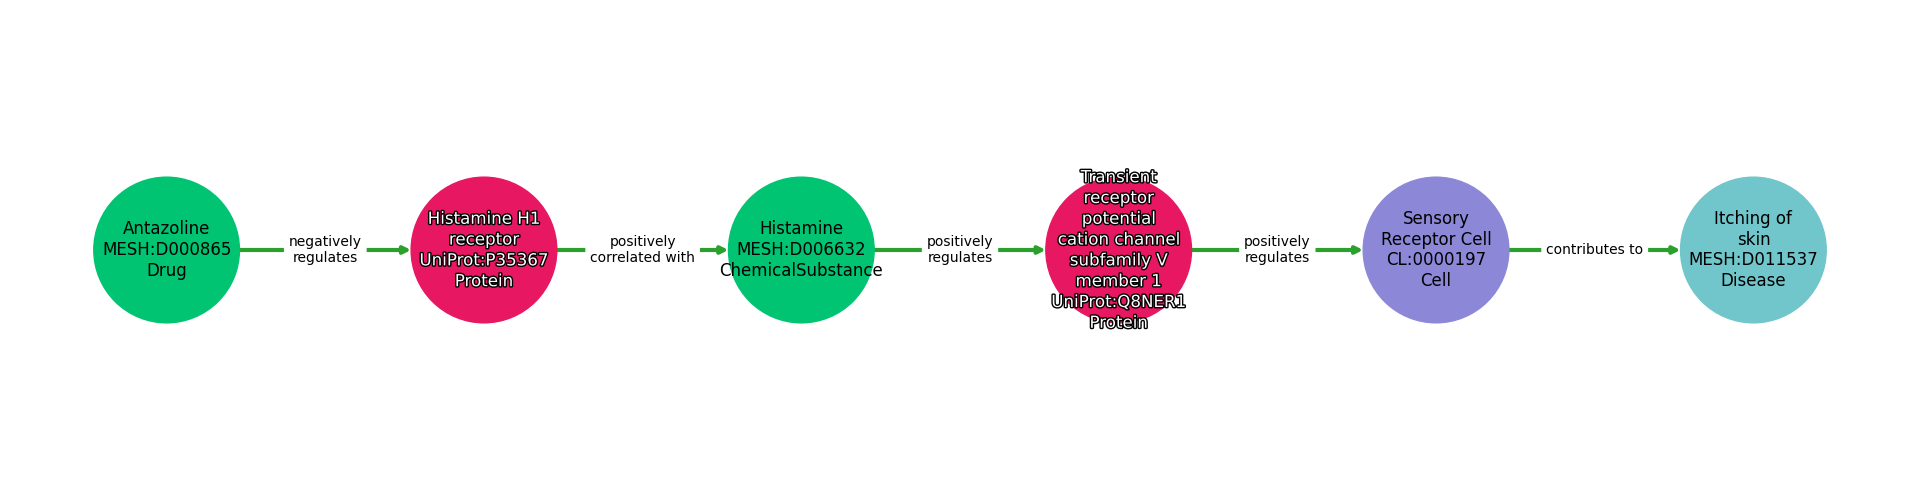 Antazoline
MESH:D000865
Drug
negatively
regulates
Histamine H1
receptor
UniProt:P35367
Protein
positively
correlated with
Histamine
MESH:D006632
ChemicalSubstance
positively
regulates
Transient
receptor
potential
cation channel
subfamily V
member 1
UniProt:Q8NER1
Protein
positively
regulates
Sensory
Receptor Cell
CL:0000197
Cell
contributes to
Itching of
skin
MESH:D011537
Disease